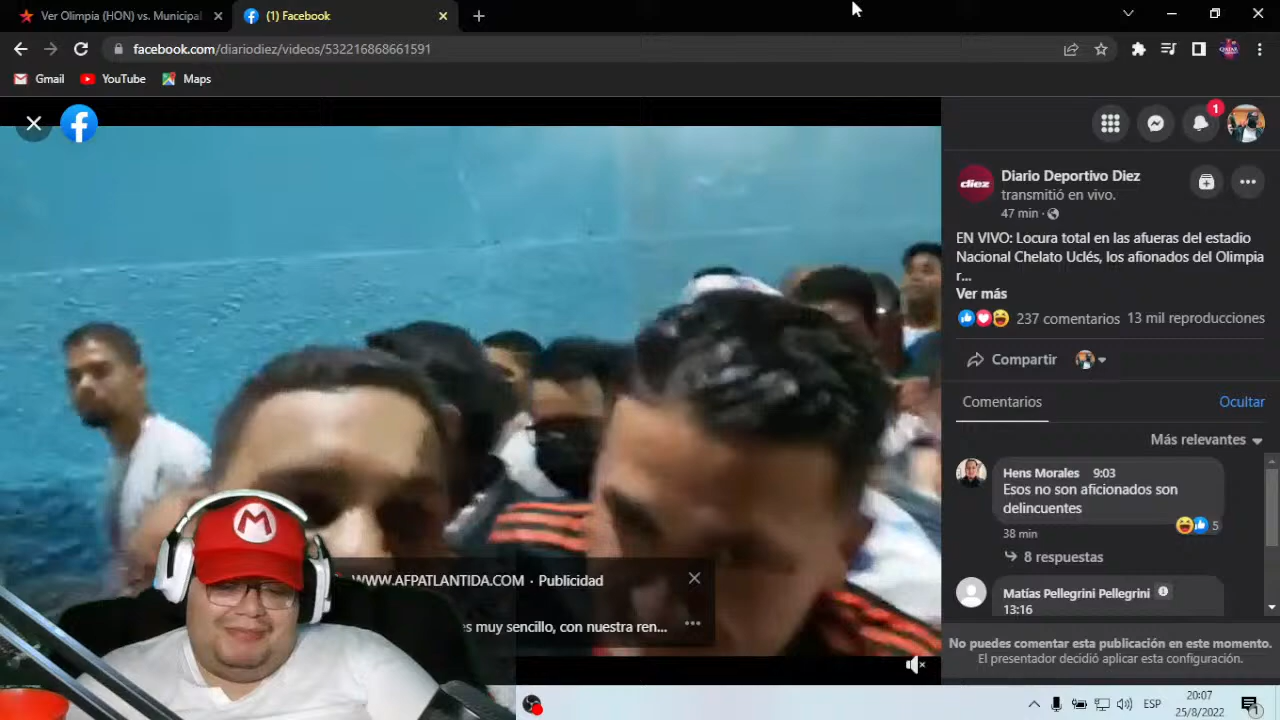 Ver Olimpia (HON) vs. Municipal
(1) Facebook
facebook.com/diariodiez/videos/532216868661591
Gmail
YouTube
Maps
1
diez
Diario Deportivo Diez
transmitió en vivo.
47 min ·
EN VIVO: Locura total en las afueras del estadio
Nacional Chelato Uclés, los afionados del Olimpia
r...
Ver más
237 comentarios 13 mil reproducciones
Compartir
Comentarios
Ocultar
Más relevantes
Hens Morales 9:03
Esos no son aficionados son
delincuentes
5
38 min
8 respuestas
Matías Pellegrini Pellegrini
13:16
No puedes comentar esta publicación en este momento.
El presentador decidió aplicar esta configuración.
WWW.AFPATLANTIDA.COM · Publicidad
es muy sencillo, con nuestra ren...
M
ESP
20:07
25/8/2022
1